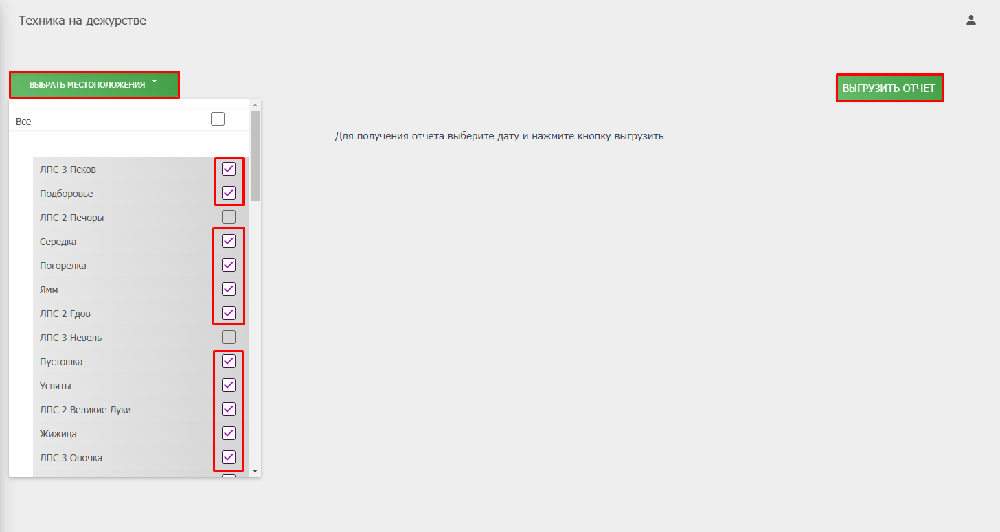 Техника на дежурстве
ВЫБРАТЬ МЕСТОПОЛОЖЕНИЯ
ВЫГРУЗИТЬ ОТЧЕТ
Все
Для получения отчета выберите дату и нажмите кнопку выгрузить
ЛПС 3 Псков
Подборовье
ЛПС 2 Печоры
Середка
Погорелка
Ямм
ЛПС 2 Гдов
ЛПС 3 Невель
Пустошка
Усвяты
ЛПС 2 Великие Луки
Жижица
ЛПС 3 Опочка